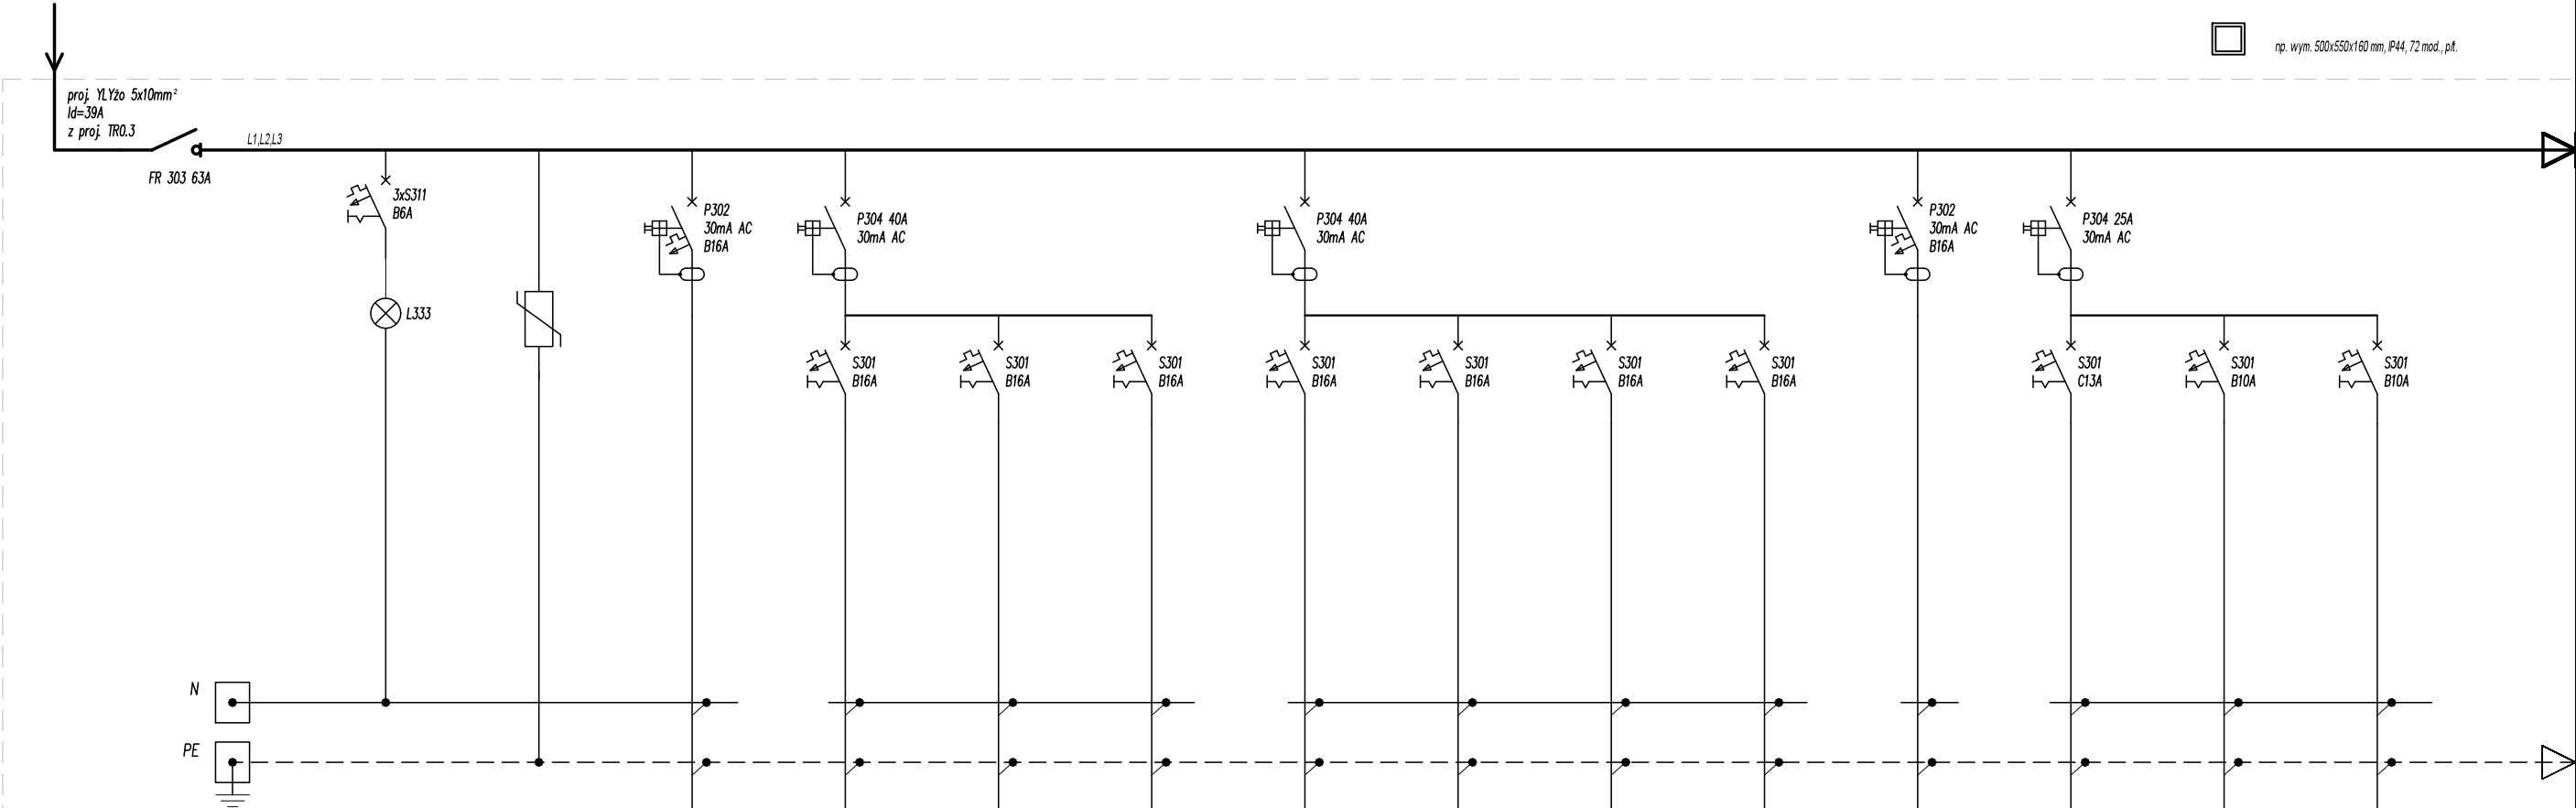 np. wym. 500x550x160 mm, IP44, 72 mod., p/t.
proj. YLYżo 5x10mm²
Id=39A
z proj. TR0.3
L1,L2,L3
FR 303 63A
3xS311
B6A
L333
P302
30mA AC
B16A
P304 40A
30mA AC
P304 40A
30mA AC
P302
30mA AC
B16A
P304 25A
30mA AC
S301
B16A
S301
B16A
S301
B16A
S301
B16A
S301
B16A
S301
B16A
S301
B16A
S301
C13A
S301
B10A
S301
B10A
N
PE